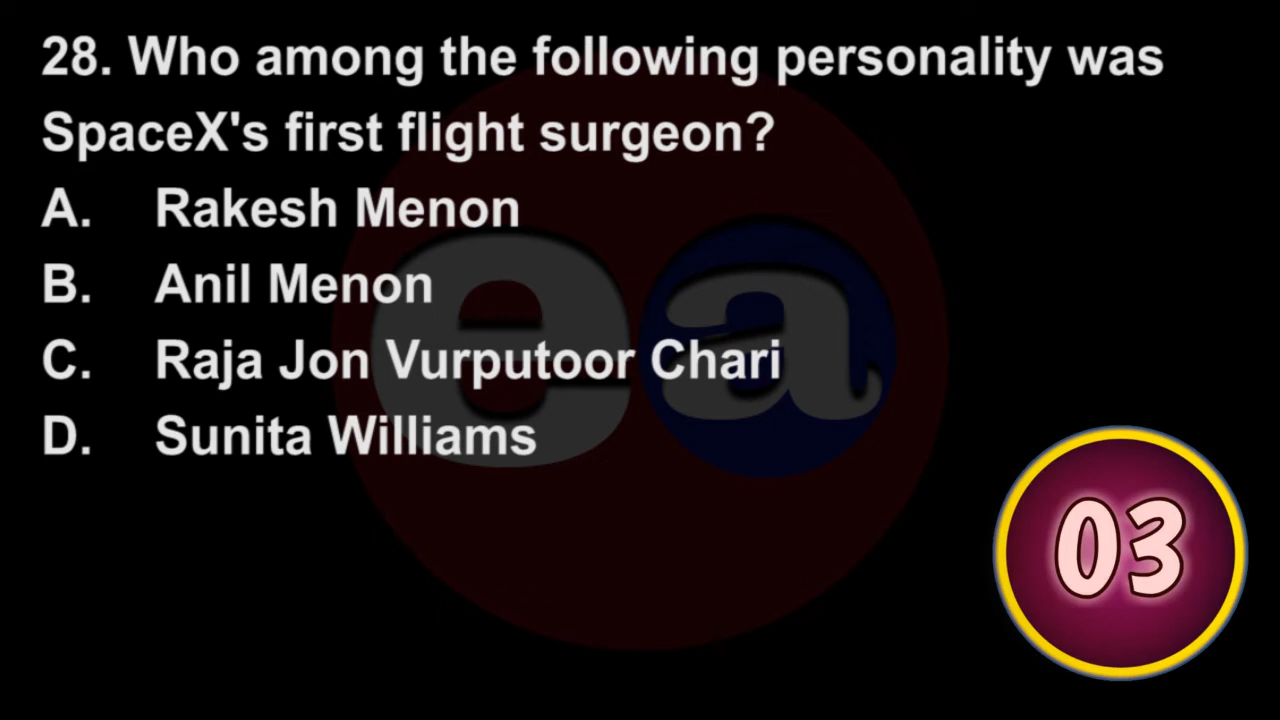 28. Who among the following personality was
SpaceX's first flight surgeon?
A. Rakesh Menon
B. Anil Menon
C. Raja Jon Vurputoor Chari
D. Sunita Williams
ea
03